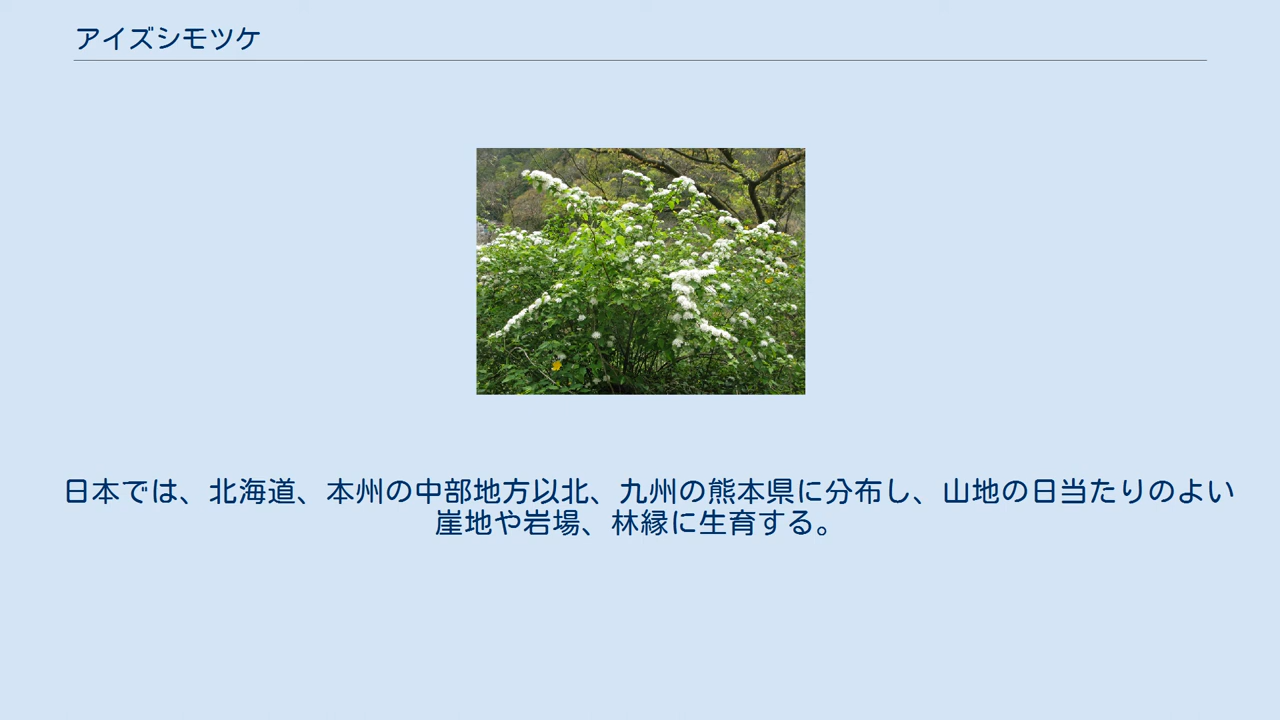 アイズシモツケ
日本では、北海道、本州の中部地方以北、九州の熊本県に分布し、山地の日当たりのよい
崖地や岩場、林縁に生育する。